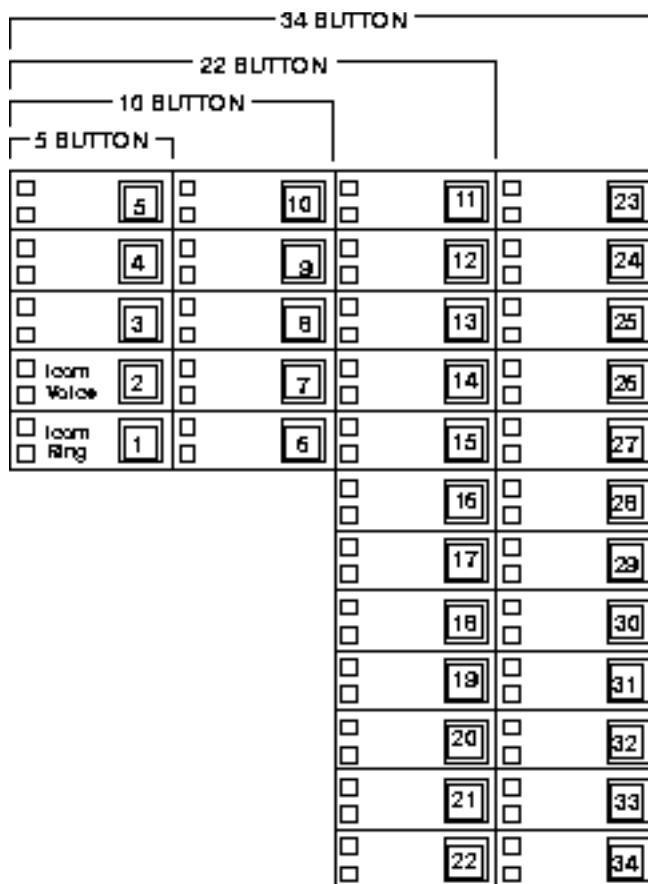 34 BUTTON
22 BUTTON
10 BUTTON
5 BUTTON
5 10 11 23
4 9 12 24
3 8 13 25
Icom
Voice 2 7 14 26
Icom
Ring 1 6 15 27
16 28
17 29
18 30
19 31
20 32
21 33
22 34